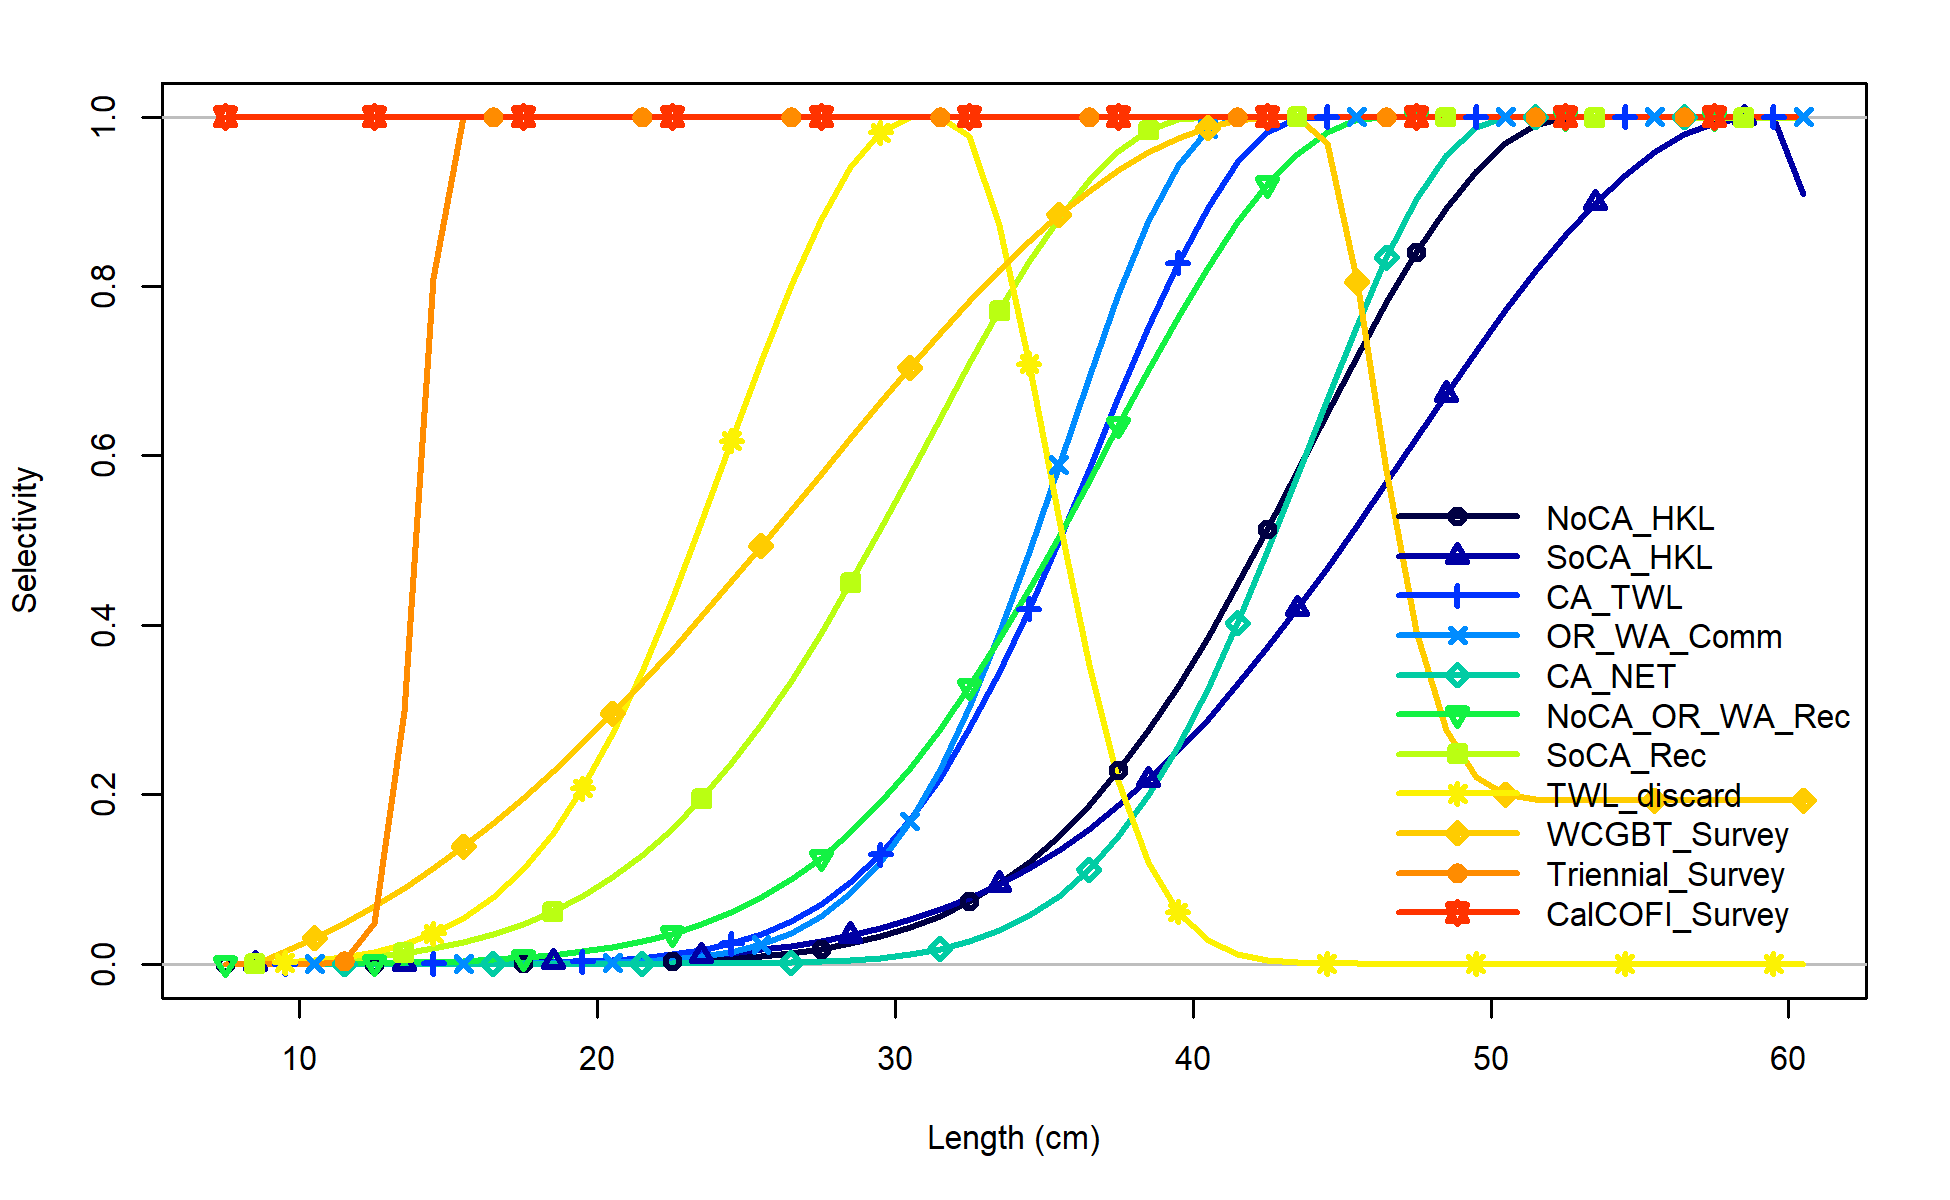 1.0
0.8
0.6
0.4
0.2
0.0
Selectivity
NoCA_HKL
SoCA_HKL
CA_TWL
OR_WA_Comm
CA_NET
NoCA_OR_WA_Rec
SoCA_Rec
TWL_discard
WCGBT_Survey
Triennial_Survey
CalCOFI_Survey
10 20 30 40 50 60
Length (cm)